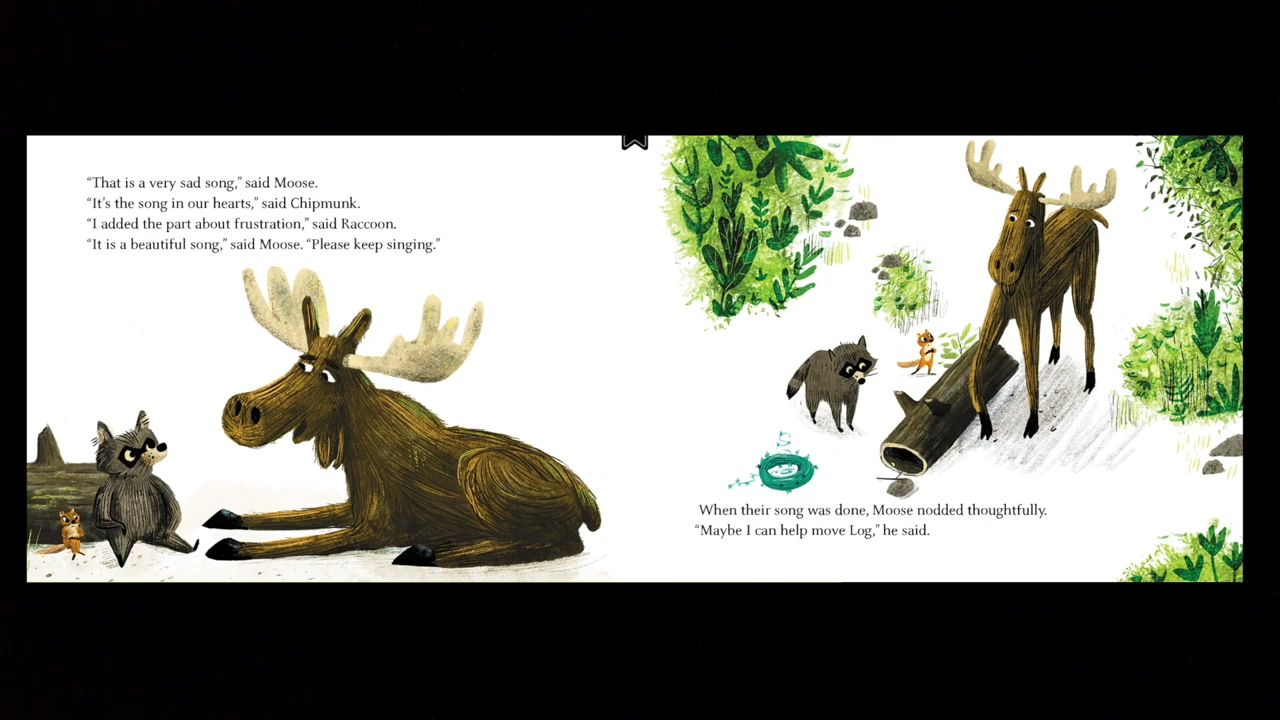 “That is a very sad song,” said Moose.
“It’s the song in our hearts,” said Chipmunk.
“I added the part about frustration,” said Raccoon.
“It is a beautiful song,” said Moose. “Please keep singing.”
When their song was done, Moose nodded thoughtfully.
“Maybe I can help move Log,” he said.